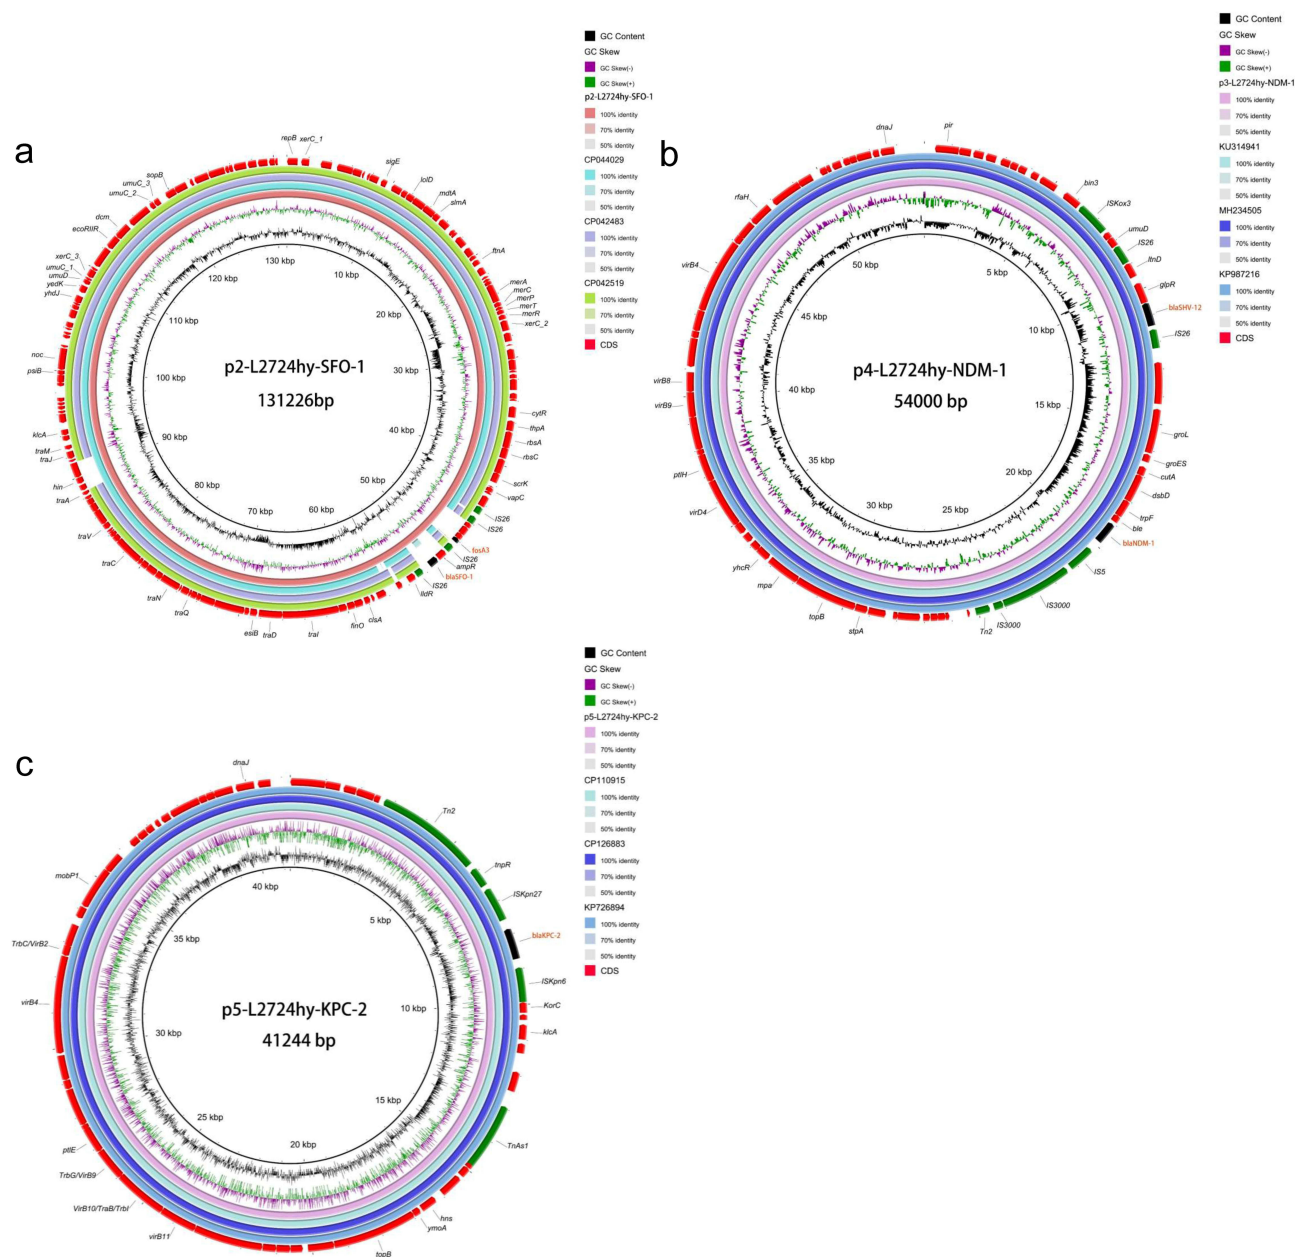 a
GC Content
GC Skew
GC Skew(-)
GC Skew(+)
p2-L2724hy-SFO-1
100% identity
70% identity
50% identity
CP044029
100% identity
70% identity
50% identity
CP042483
100% identity
70% identity
50% identity
CP042519
100% identity
70% identity
50% identity
CDS
p2-L2724hy-SFO-1
131226bp
130 kbp
10 kbp
20 kbp
30 kbp
40 kbp
50 kbp
60 kbp
70 kbp
80 kbp
90 kbp
100 kbp
110 kbp
120 kbp
repB
xerC_1
sigE
lolD
mdtA
slmA
ftnA
merA
merC
merP
merT
merR
xerC_2
cytR
thpA
rbsA
rbsC
scrK
vapC
IS26
IS26
fosA3
IS26
ampR
blaSFO-1
IS26
lldR
clsA
finO
traI
traD
esiB
traQ
traN
traC
traV
traA
hin
traJ
traM
klcA
psiB
noc
yhdJ
yedK
umuD
umuC_1
xerC_3
ecoRIIR
dcm
umuC_2
umuC_3
sopB
b
GC Content
GC Skew
GC Skew(-)
GC Skew(+)
p3-L2724hy-NDM-1
100% identity
70% identity
50% identity
KU314941
100% identity
70% identity
50% identity
MH234505
100% identity
70% identity
50% identity
KP987216
100% identity
70% identity
50% identity
CDS
p4-L2724hy-NDM-1
54000 bp
5 kbp
10 kbp
15 kbp
20 kbp
25 kbp
30 kbp
35 kbp
40 kbp
45 kbp
50 kbp
pir
bin3
ISKox3
umuD
IS26
ltnD
glpR
blaSHV-12
IS26
groL
groES
cutA
dsbD
trpF
ble
blaNDM-1
IS5
IS3000
IS3000
Tn2
stpA
topB
mpa
yhcR
virD4
ptlH
virB9
virB8
virB4
rfaH
dnaJ
c
GC Content
GC Skew
GC Skew(-)
GC Skew(+)
p5-L2724hy-KPC-2
100% identity
70% identity
50% identity
CP110915
100% identity
70% identity
50% identity
CP126883
100% identity
70% identity
50% identity
KP726894
100% identity
70% identity
50% identity
CDS
p5-L2724hy-KPC-2
41244 bp
5 kbp
10 kbp
15 kbp
20 kbp
25 kbp
30 kbp
35 kbp
40 kbp
Tn2
tnpR
ISKpn27
blaKPC-2
ISKpn6
KorC
klcA
TnAs1
hns
ymoA
topB
virB11
VirB10/TraB/TrbI
TrbG/VirB9
ptlE
virB4
TrbC/VirB2
mobP1
dnaJ